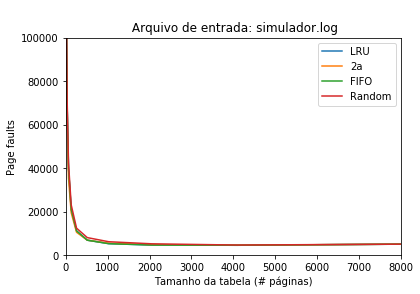 Arquivo de entrada: simulador.log
LRU
2a
FIFO
Random
Page faults
100000
80000
60000
40000
20000
0
0 1000 2000 3000 4000 5000 6000 7000 8000
Tamanho da tabela (# páginas)